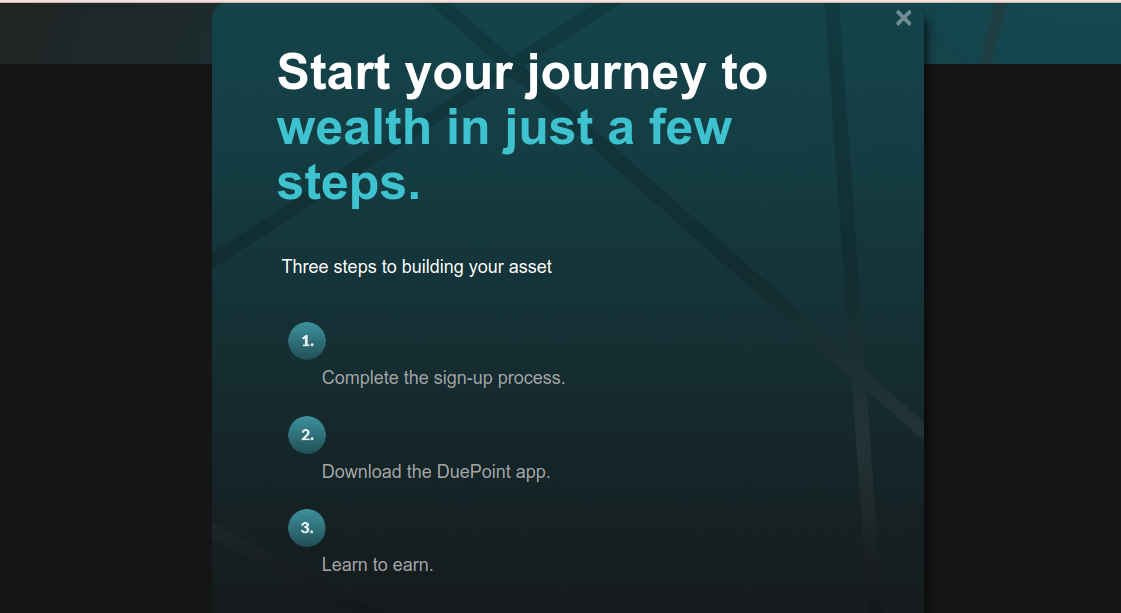 Start your journey to
wealth in just a few
steps.
Three steps to building your asset
1.
Complete the sign-up process.
2.
Download the DuePoint app.
3.
Learn to earn.